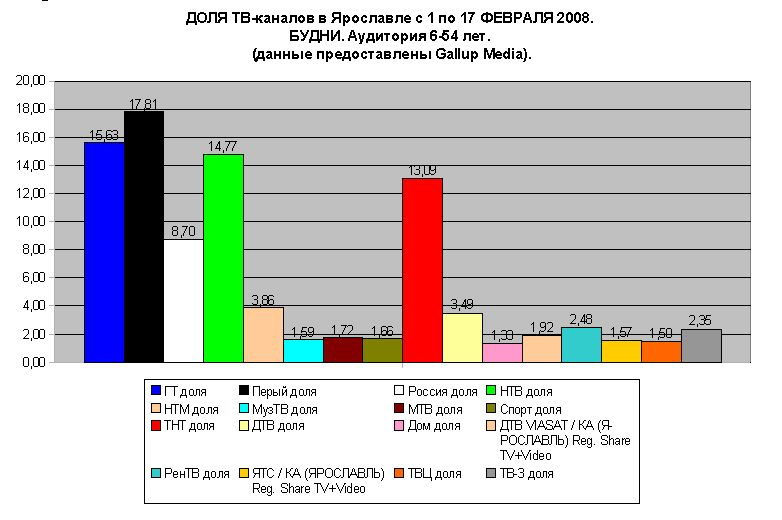 ДОЛЯ ТВ-каналов в Ярославле с 1 по 17 ФЕВРАЛЯ 2008.
БУДНИ. Аудитория 6-54 лет.
(данные предоставлены Gallup Media).
20,00
18,00
16,00
14,00
12,00
10,00
8,00
6,00
4,00
2,00
0,00
15,63
17,81
8,70
14,77
3,86
1,59
1,72
1,66
13,09
3,49
1,33
1,92
2,48
1,57
1,50
2,35
ГТ доля
Перый доля
Россия доля
НТВ доля
НТМ доля
МузТВ доля
МТВ доля
Спорт доля
ТНТ доля
ДТВ доля
Дом доля
ДТВ VIASAT / КА (Я-
РОСЛАВЛЬ) Reg. Share
TV+Video
РенТВ доля
ЯТС / КА (ЯРОСЛАВЛЬ)
Reg. Share TV+Video
ТВЦ доля
ТВ-3 доля